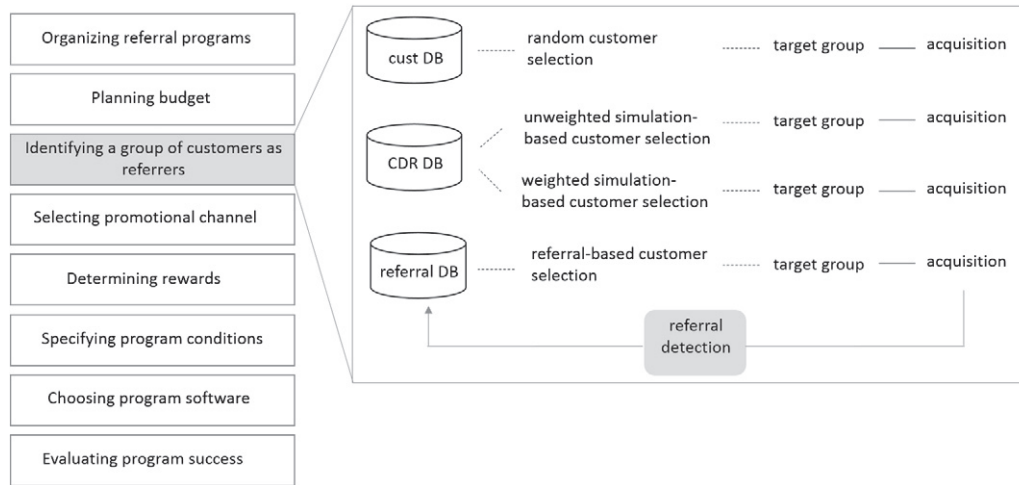 Organizing referral programs
Planning budget
Identifying a group of customers as
referrers
Selecting promotional channel
Determining rewards
Specifying program conditions
Choosing program software
Evaluating program success
cust DB
random customer
selection
target group
acquisition
CDR DB
unweighted simulation-
based customer selection
target group
acquisition
weighted simulation-
based customer selection
target group
acquisition
referral DB
referral-based customer
selection
target group
acquisition
referral
detection